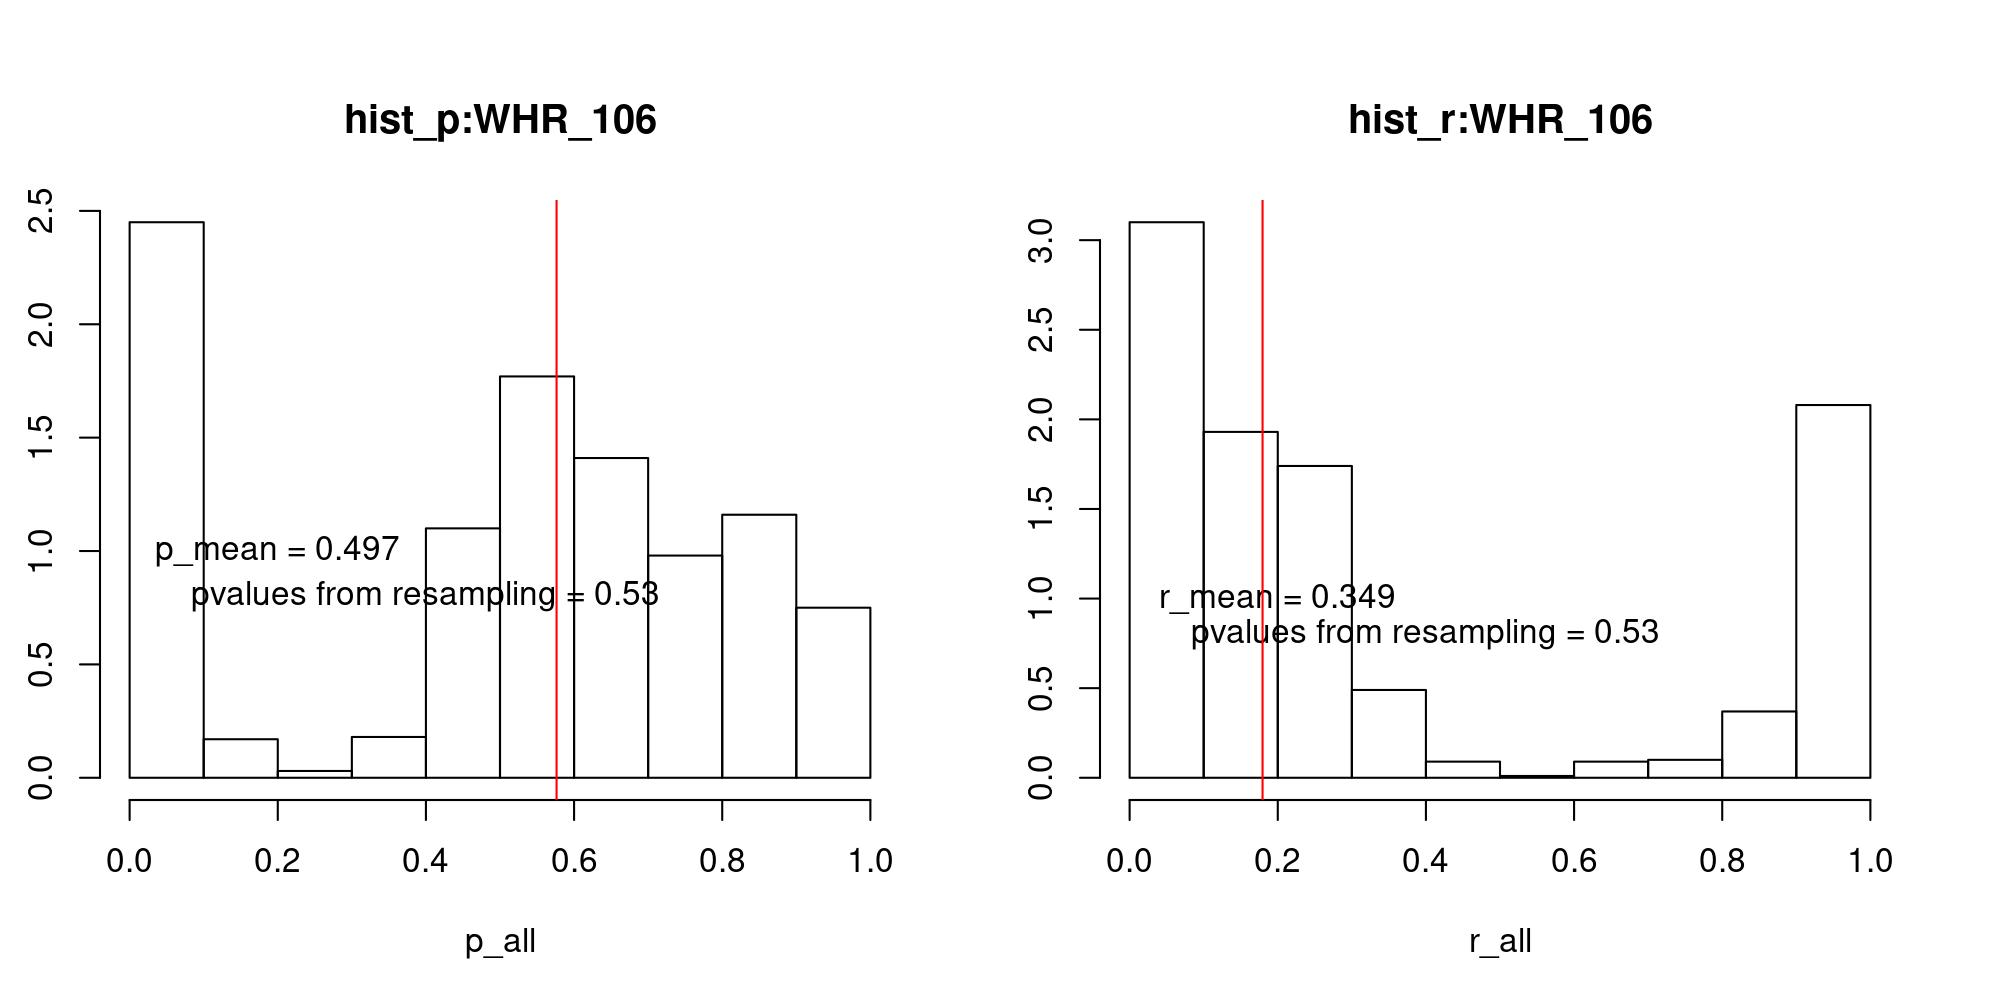 hist_p:WHR_106
2.5
2.0
1.5
1.0
0.5
0.0
p_mean = 0.497
pvalues from resampling = 0.53
0.0 0.2 0.4 0.6 0.8 1.0
p_all
hist_r:WHR_106
3.0
2.5
2.0
1.5
1.0
0.5
0.0
r_mean = 0.349
pvalues from resampling = 0.53
0.0 0.2 0.4 0.6 0.8 1.0
r_all